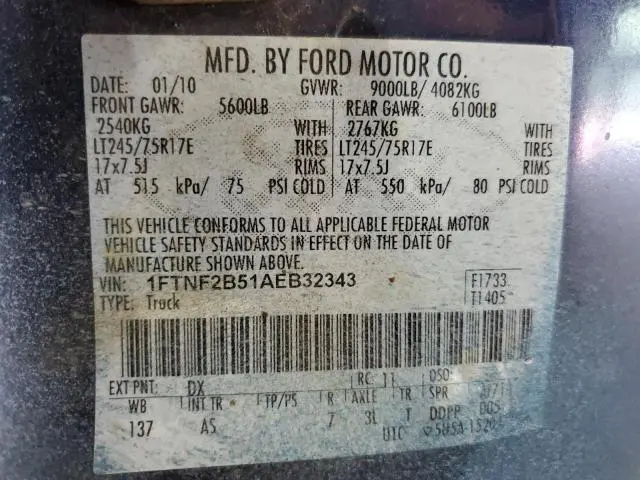 MFD. BY FORD MOTOR CO.
DATE: 01/10 GVWR: 9000LB/ 4082KG
FRONT GAWR: 5600LB REAR GAWR: 6100LB
2540KG WITH 2767KG WITH
LT245/75R17E TIRES LT245/75R17E TIRES
17x7.5J RIMS 17x7.5J RIMS
AT 515 kPa/ 75 PSI COLD AT 550 kPa/ 80 PSI COLD
THIS VEHICLE CONFORMS TO ALL APPLICABLE FEDERAL MOTOR
VEHICLE SAFETY STANDARDS IN EFFECT ON THE DATE OF
MANUFACTURE SHOWN ABOVE.
VIN: 1FTNF2B51AEB32343 F1733
TYPE: Truck T1405
EXT PNT: DX RC: 11 DSO:
WB INT TR TP/PS R AXLE TR SPR
137 AS 7 3L T DDPP
UTC